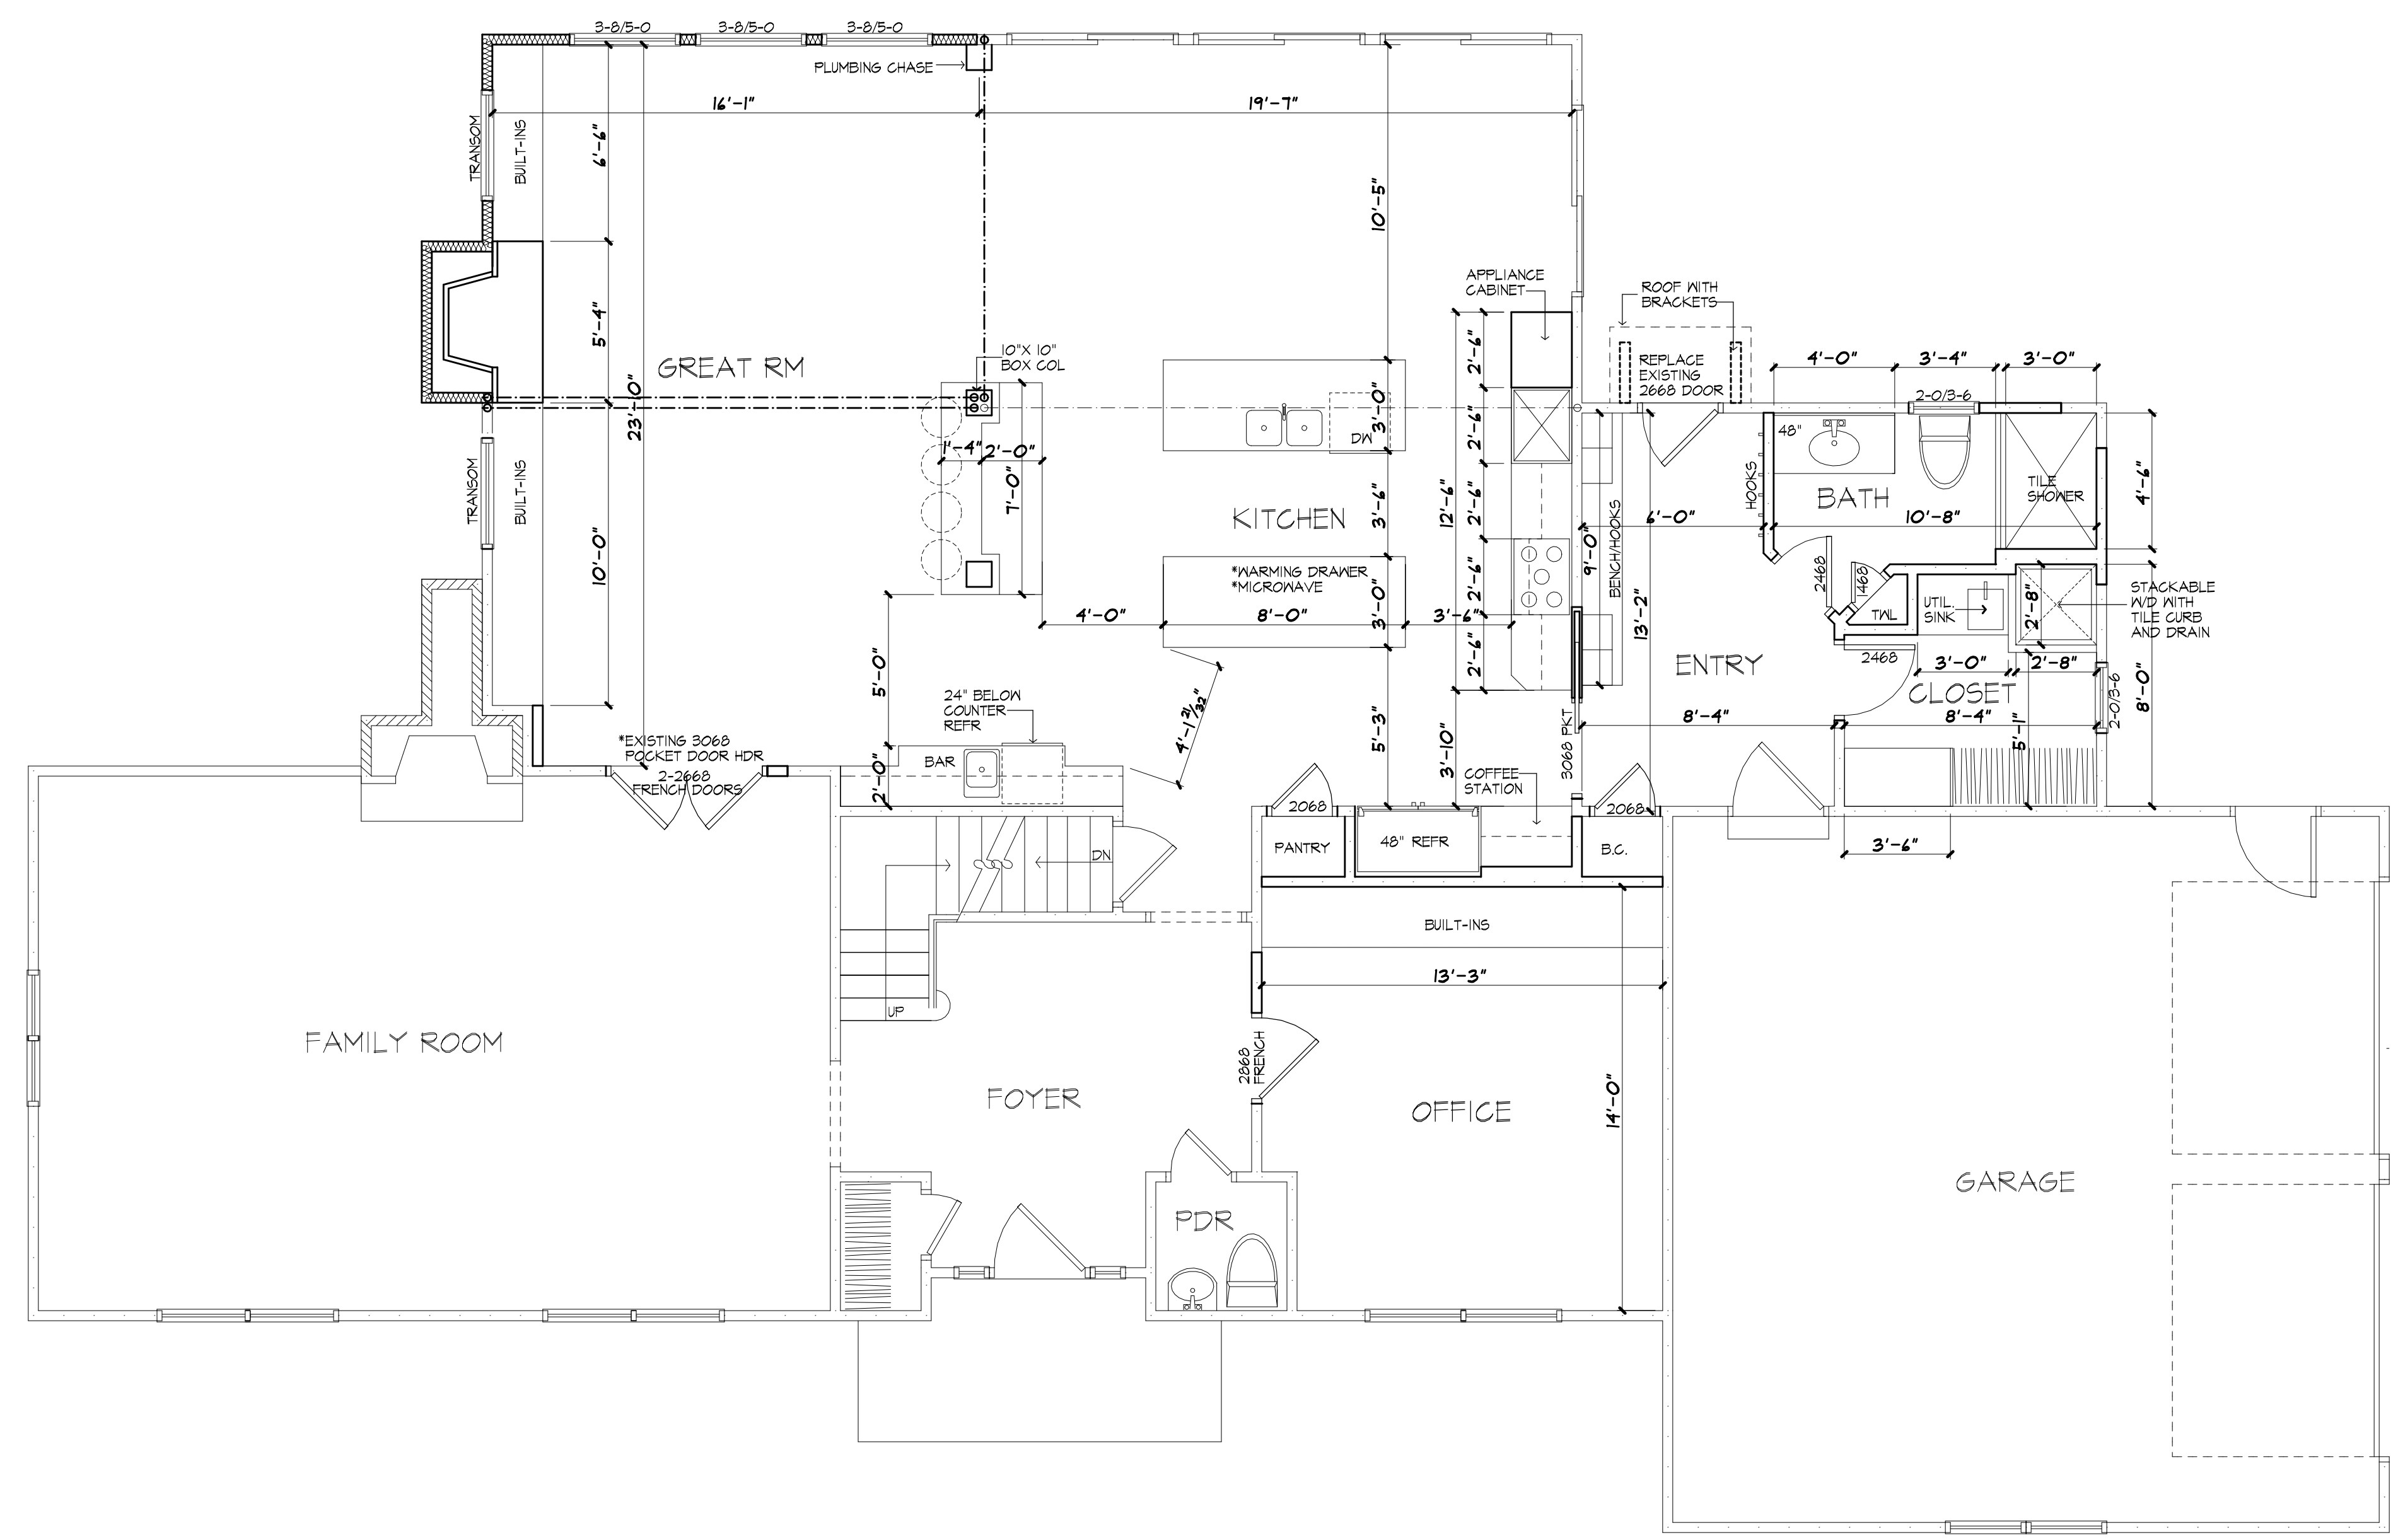 3-8/5-0
3-8/5-0
3-8/5-0
PLUMBING CHASE
16'-1"
19'-7"
TRANSOM
BUILT-INS
6'-6"
10'-5"
5'-4"
23'-10"
GREAT RM
10"X 10"
BOX COL
APPLIANCE
CABINET
ROOF WITH
BRACKETS
REPLACE
EXISTING
2668 DOOR
4'-0"
3'-4"
3'-0"
2-0/3-6
2'-6"
2'-6"
2'-6"
2'-6"
2'-6"
12'-6"
3'-0"
DW
1'-4"
2'-0"
7'-0"
TRANSOM
BUILT-INS
10'-0"
KITCHEN
3'-6"
48"
HOOKS
BATH
TILE
SHOWER
4'-6"
6'-0"
10'-8"
9'-0"
BENCH/HOOKS
13'-2"
*WARMING DRAWER
*MICROWAVE
4'-0"
8'-0"
3'-0"
3'-6"
2468
1468
TWL
UTIL.
SINK
2'-8"
STACKABLE
W/D WITH
TILE CURB
AND DRAIN
ENTRY
2468
3'-0"
2'-8"
CLOSET
8'-0"
2-0/3-6
8'-4"
8'-4"
5'-1"
5'-0"
24" BELOW
COUNTER
REFR
4'-1 21/32"
5'-3"
3'-10"
3068 PKT
*EXISTING 3068
POCKET DOOR HDR
2-2668
FRENCH DOORS
2'-0"
BAR
COFFEE
STATION
2068
2068
PANTRY
48" REFR
B.C.
3'-6"
DN
UP
BUILT-INS
13'-3"
FAMILY ROOM
FOYER
2868
FRENCH
OFFICE
14'-0"
GARAGE
PDR